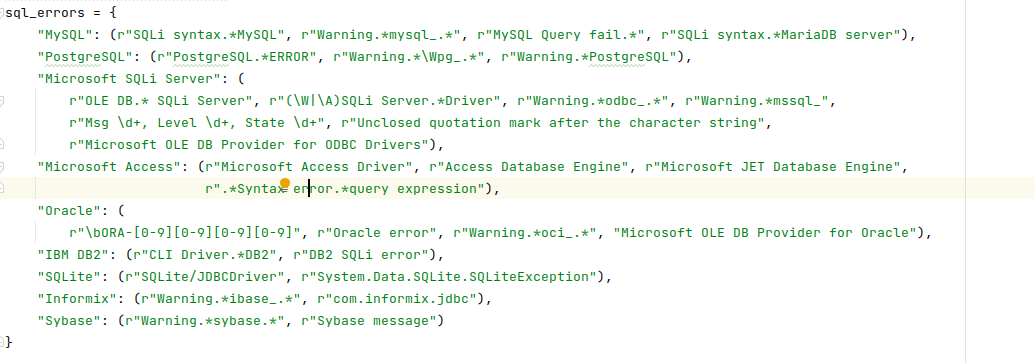 sql_errors = {
    "MySQL": (r"SQLi syntax.*MySQL", r"Warning.*mysql_.*", r"MySQL Query fail.*", r"SQLi syntax.*MariaDB server"),
    "PostgreSQL": (r"PostgreSQL.*ERROR", r"Warning.*\Wpg_.*", r"Warning.*PostgreSQL"),
    "Microsoft SQLi Server": (
        r"OLE DB.* SQLi Server", r"(\W|\A)SQLi Server.*Driver", r"Warning.*odbc_.*", r"Warning.*mssql_",
        r"Msg \d+, Level \d+, State \d+", r"Unclosed quotation mark after the character string",
        r"Microsoft OLE DB Provider for ODBC Drivers"),
    "Microsoft Access": (r"Microsoft Access Driver", r"Access Database Engine", r"Microsoft JET Database Engine",
                         r".*Syntax error.*query expression"),
    "Oracle": (
        r"\bORA-[0-9][0-9][0-9][0-9]", r"Oracle error", r"Warning.*oci_.*", "Microsoft OLE DB Provider for Oracle"),
    "IBM DB2": (r"CLI Driver.*DB2", r"DB2 SQLi error"),
    "SQLite": (r"SQLite/JDBCDriver", r"System.Data.SQLite.SQLiteException"),
    "Informix": (r"Warning.*ibase_.*", r"com.informix.jdbc"),
    "Sybase": (r"Warning.*sybase.*", r"Sybase message")
}